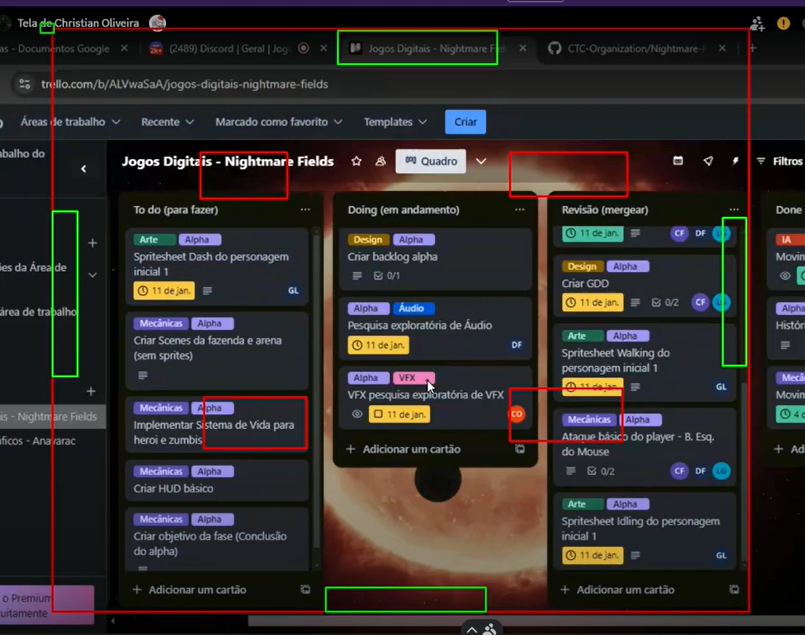 Tela de Christian Oliveira
as - Documentos Google
(2489) Discord | Geral | Jog
Jogos Digitais - Nightmare Fie
CTC-Organization/Nightmare-F
trello.com/b/ALVwaSaA/jogos-digitais-nightmare-fields
Áreas de trabalho
Recente
Marcado como favorito
Templates
Criar
abalho do
Jogos Digitais - Nightmare Fields
Quadro
Filtros
ões da Área de
área de trabalho
is - Nightmare Fields
ficos - Anavarac
o Premium
uitamente
To do (para fazer)
Arte
Alpha
Spritesheet Dash do personagem
inicial 1
11 de jan.
GL
Mecânicas
Alpha
Criar Scenes da fazenda e arena
(sem sprites)
Mecânicas
Alpha
Implementar Sistema de Vida para
heroi e zumbis
Mecânicas
Alpha
Criar HUD básico
Mecânicas
Alpha
Criar objetivo da fase (Conclusão
do alpha)
Adicionar um cartão
Doing (em andamento)
Design
Alpha
Criar backlog alpha
0/1
Alpha
Áudio
Pesquisa exploratória de Áudio
11 de jan.
DF
Alpha
VFX
VFX pesquisa exploratória de VFX
11 de jan.
CO
Adicionar um cartão
Revisão (mergear)
11 de jan.
CF
DF
Design
Alpha
Criar GDD
11 de jan.
0/2
CF
Arte
Alpha
Spritesheet Walking do
personagem inicial 1
11 de jan.
GL
Mecânicas
Alpha
Ataque básico do player - B. Esq.
do Mouse
0/2
CF
DF
LG
Arte
Alpha
Spritesheet Idling do personagem
inicial 1
11 de jan.
GL
Adicionar um cartão
Done
IA
Movim
Alpha
Históri
Mecâ
Movim
4 d
Ad